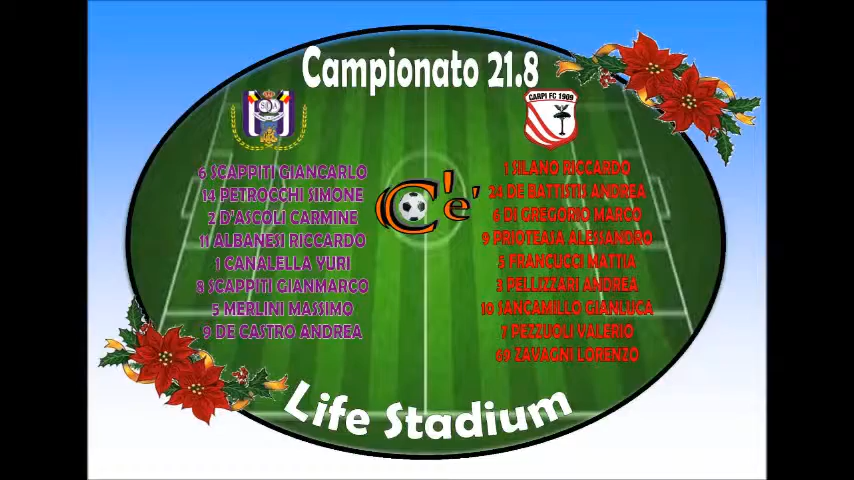 Campionato 21.8
CARPI FC 1909
6 SCAPPITI GIANCARLO
14 PETROCCHI SIMONE
2 D'ASCOLI CARMINE
11 ALBANESI RICCARDO
1 CANALELLA YURI
8 SCAPPITI GIANMARCO
5 MERLINI MASSIMO
9 DE CASTRO ANDREA
C'è'
1 SILANO RICCARDO
24 DE BATTISTIS ANDREA
6 DI GREGORIO MARCO
9 PRIOTEASA ALESSANDRO
5 FRANCUCCI MATTIA
3 PELLIZZARI ANDREA
10 SANCAMILLO GIANLUCA
7 PEZZUOLI VALERIO
69 ZAVAGNI LORENZO
Life Stadium